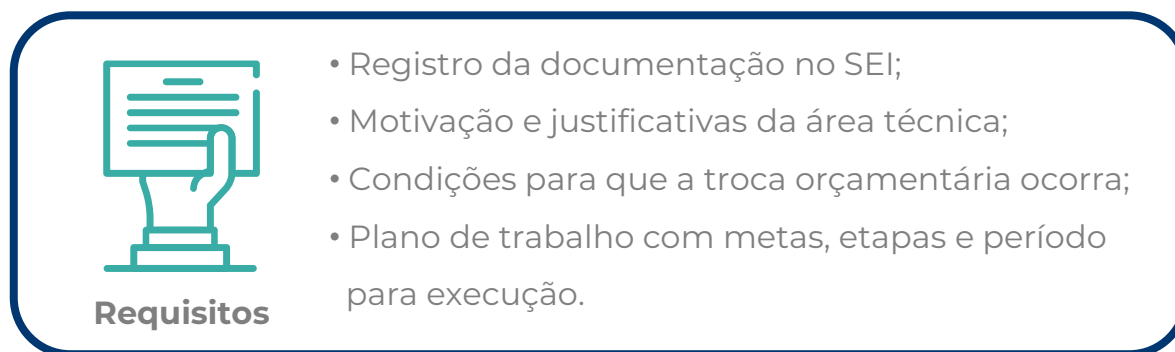 • Registro da documentação no SEI;
• Motivação e justificativas da área técnica;
• Condições para que a troca orçamentária ocorra;
• Plano de trabalho com metas, etapas e período
para execução.
Requisitos